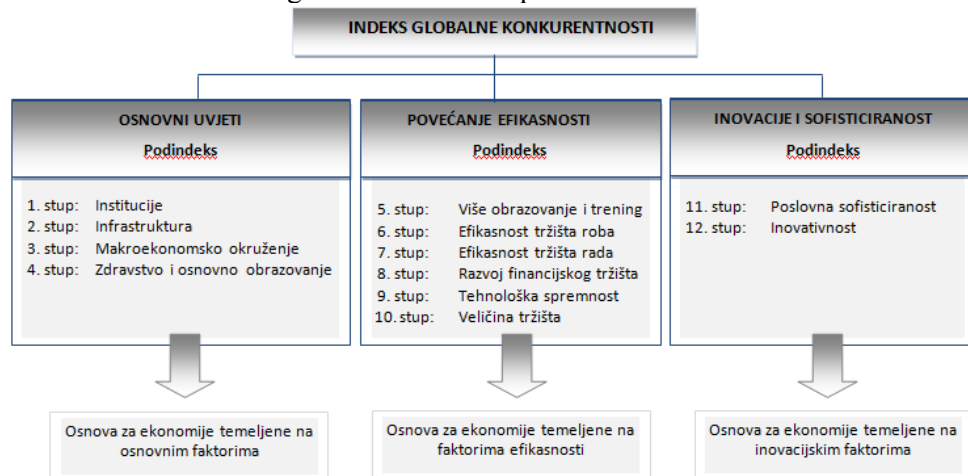 INDEKS GLOBALNE KONKURENTNOSTI
OSNOVNI UVJETI
Podindeks
1. stup: Institucije
2. stup: Infrastruktura
3. stup: Makroekonomsko okruženje
4. stup: Zdravstvo i osnovno obrazovanje
Osnova za ekonomije temeljene na
osnovnim faktorima
POVEĆANJE EFIKASNOSTI
Podindeks
5. stup: Više obrazovanje i trening
6. stup: Efikasnost tržišta roba
7. stup: Efikasnost tržišta rada
8. stup: Razvoj financijskog tržišta
9. stup: Tehnološka spremnost
10. stup: Veličina tržišta
Osnova za ekonomije temeljene na
faktorima efikasnosti
INOVACIJE I SOFISTICIRANOST
Podindeks
11. stup: Poslovna sofisticiranost
12. stup: Inovativnost
Osnova za ekonomije temeljene na
inovacijskim faktorima